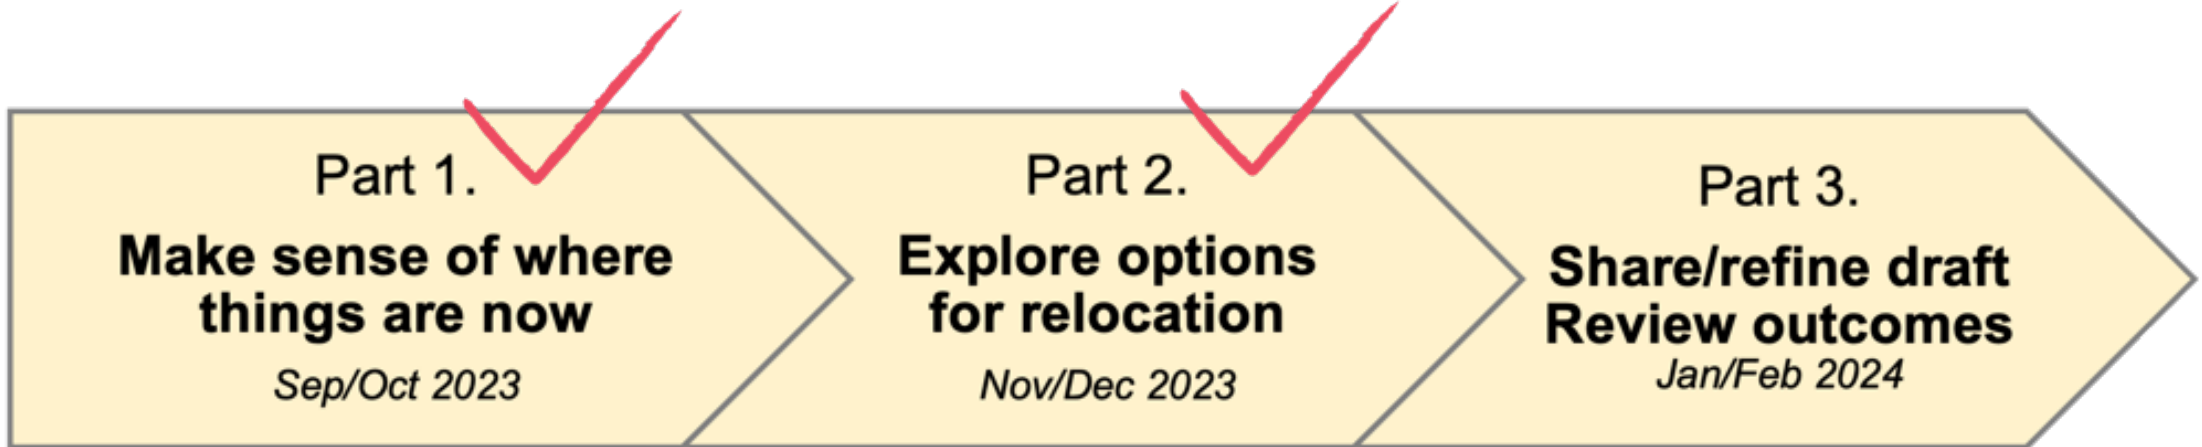 Part 1.
Make sense of where
things are now
Sep/Oct 2023
Part 2.
Explore options
for relocation
Nov/Dec 2023
Part 3.
Share/refine draft
Review outcomes
Jan/Feb 2024